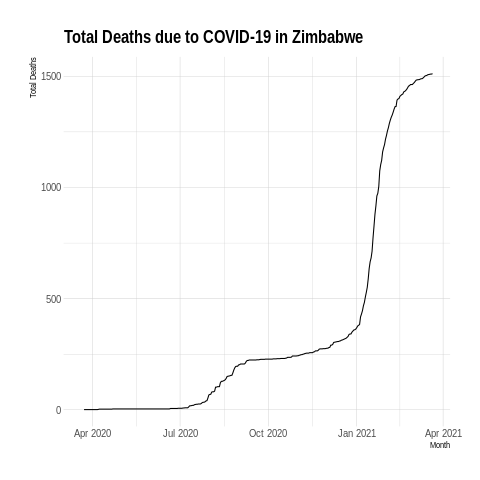 Total Deaths due to COVID-19 in Zimbabwe
Total Deaths
1500
1000
500
0
Apr 2020
Jul 2020
Oct 2020
Jan 2021
Apr 2021
Month